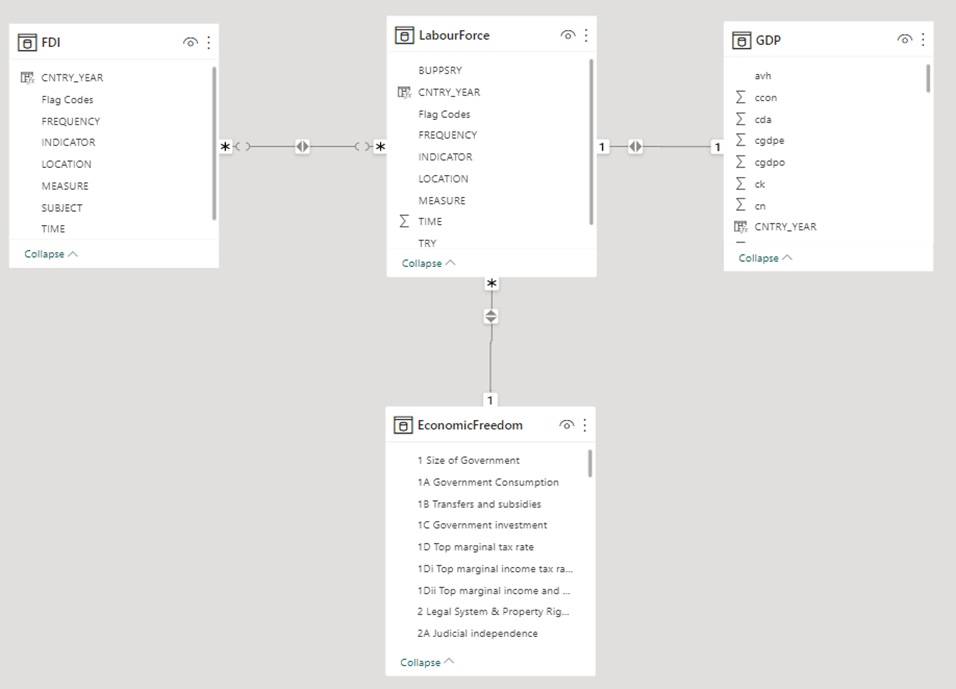 FDI
CNTRY_YEAR
Flag Codes
FREQUENCY
INDICATOR
LOCATION
MEASURE
SUBJECT
TIME
Collapse
*
*
LabourForce
BUPPSRY
CNTRY_YEAR
Flag Codes
FREQUENCY
INDICATOR
LOCATION
MEASURE
Σ TIME
TRY
Collapse
1
1
GDP
avh
Σ ccon
Σ cda
Σ cgdpe
Σ cgdpo
Σ ck
Σ cn
CNTRY_YEAR
Collapse
*
1
EconomicFreedom
1 Size of Government
1A Government Consumption
1B Transfers and subsidies
1C Government investment
1D Top marginal tax rate
1Di Top marginal income tax ra...
1Dii Top marginal income and ...
2 Legal System & Property Rig...
2A Judicial independence
Collapse